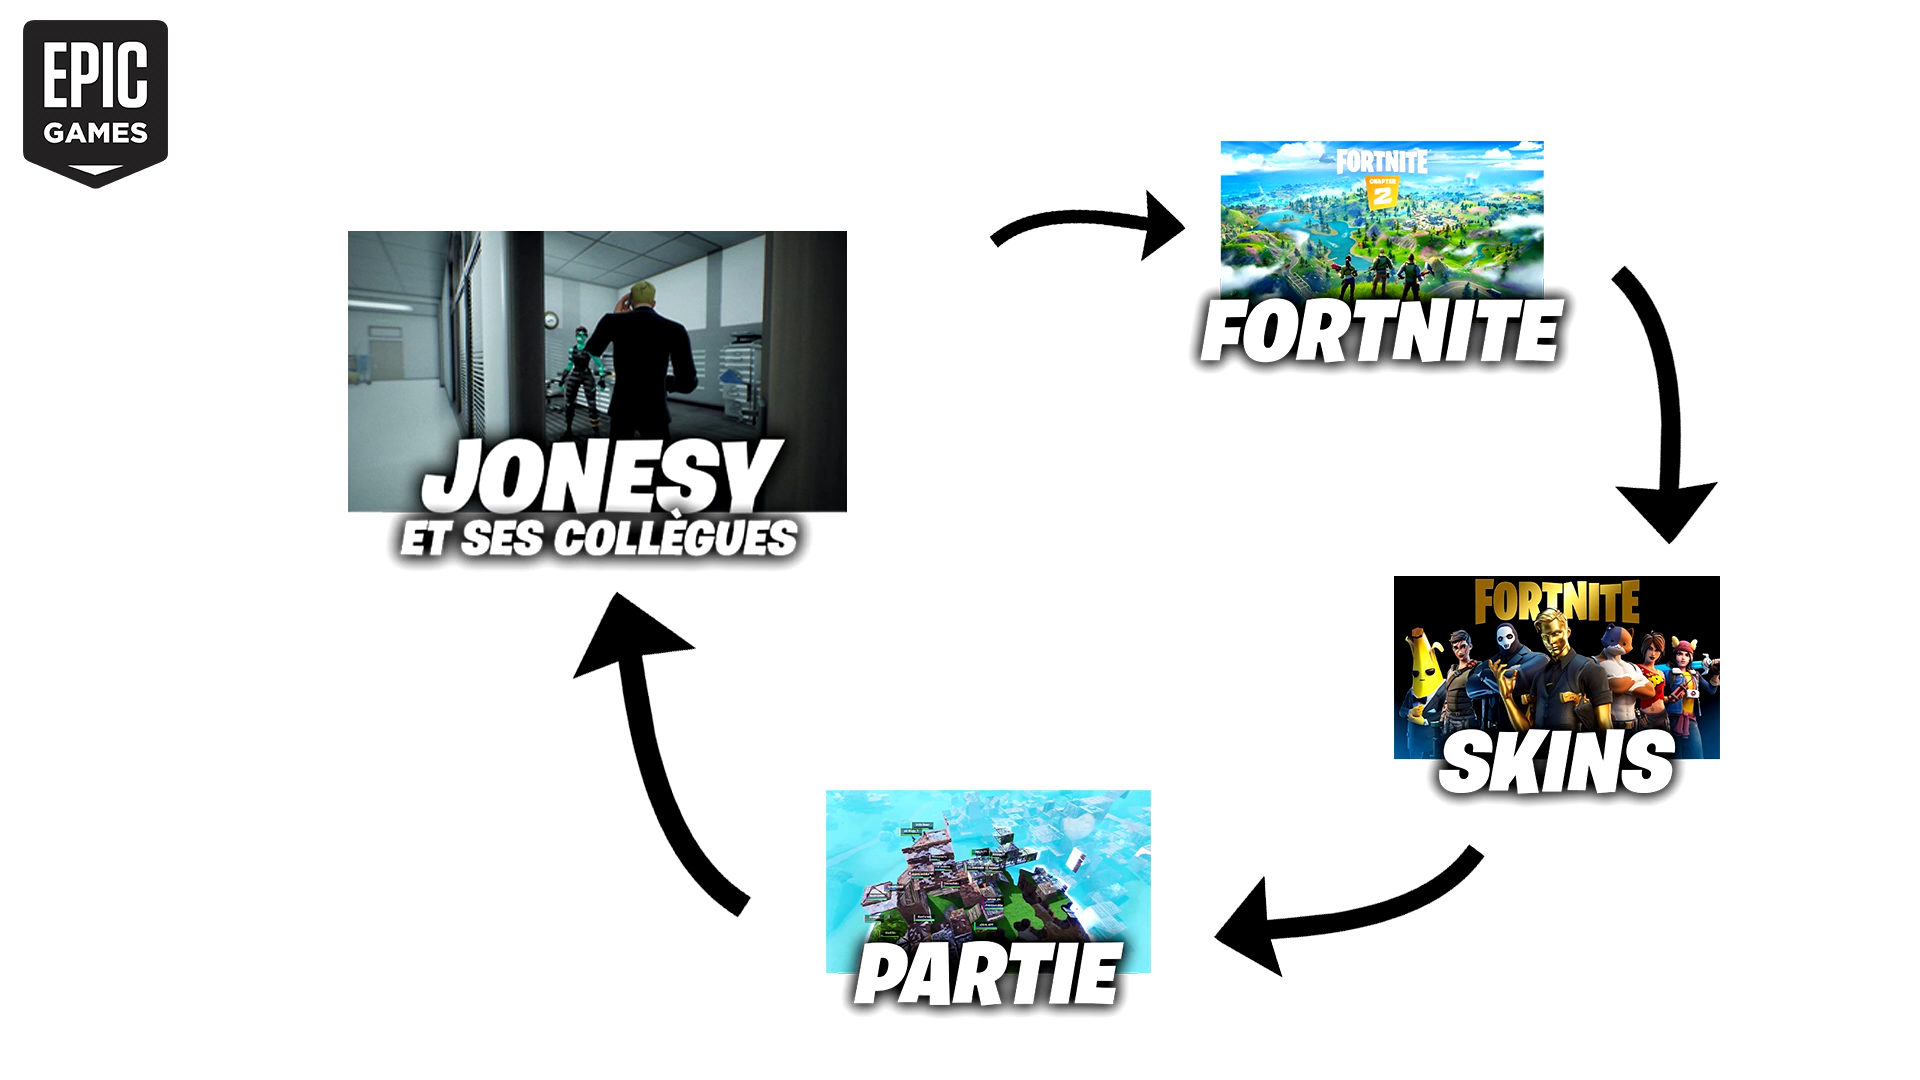 EPIC
GAMES
FORTNITE
CHAPTER
2
FORTNITE
JONESY
ET SES COLLÈGUES
FORTNITE
SKINS
PARTIE